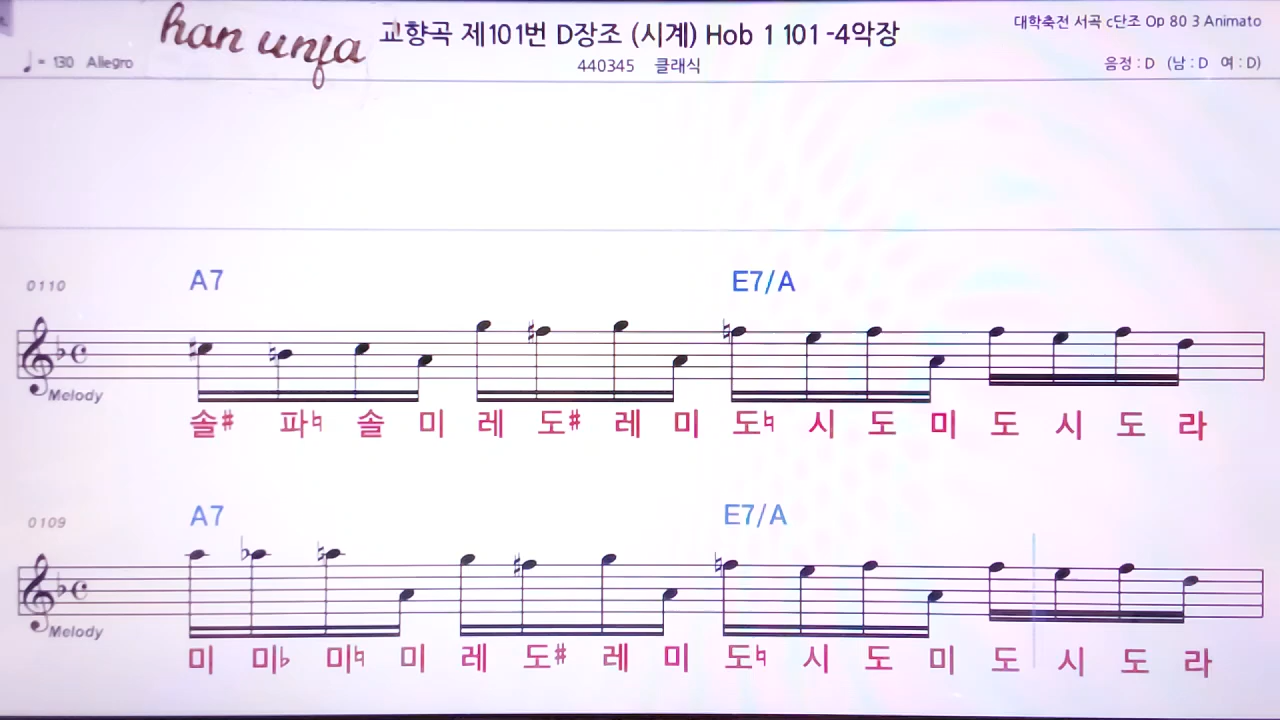 han unfa
교향곡 제101번 D장조 (시계) Hob 1 101 -4악장
대학축전 서곡 c단조 Op 80 3 Animato
♩ = 130 Allegro
440345 클래식
음정 : D (남 : D 여 : D)
A7 E7/A
0110
Melody
솔# 파♮ 솔 미 레 도# 레 미 도♮ 시 도 미 도 시 도 라
A7 E7/A
0109
Melody
미 미♭ 미♮ 미 레 도# 레 미 도♮ 시 도 미 도 시 도 라